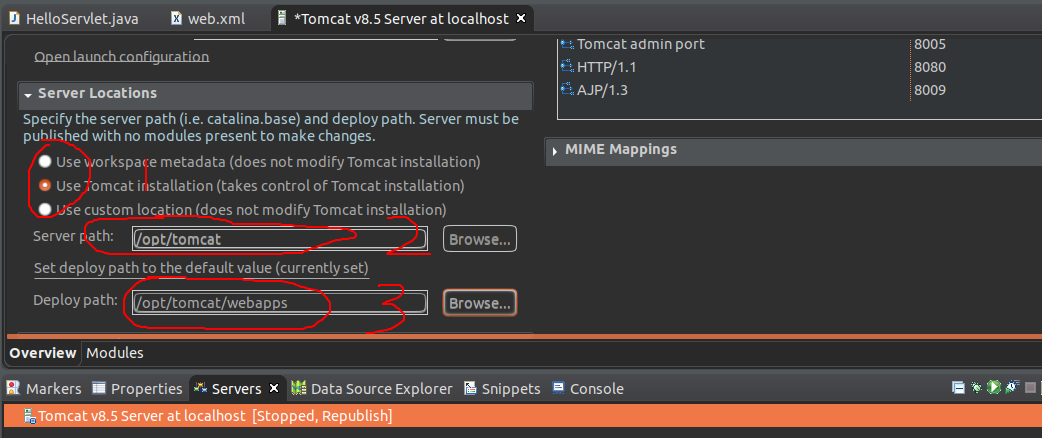 HelloServlet.java
web.xml
*Tomcat v8.5 Server at localhost
Open launch configuration
Server Locations
Specify the server path (i.e. catalina.base) and deploy path. Server must be
published with no modules present to make changes.
Use workspace metadata (does not modify Tomcat installation)
Use Tomcat installation (takes control of Tomcat installation)
Use custom location (does not modify Tomcat installation)
Server path: /opt/tomcat Browse...
2
Set deploy path to the default value (currently set)
Deploy path: /opt/tomcat/webapps Browse...
3
Tomcat admin port 8005
HTTP/1.1 8080
AJP/1.3 8009
MIME Mappings
Overview Modules
Markers Properties Servers Data Source Explorer Snippets Console
Tomcat v8.5 Server at localhost [Stopped, Republish]